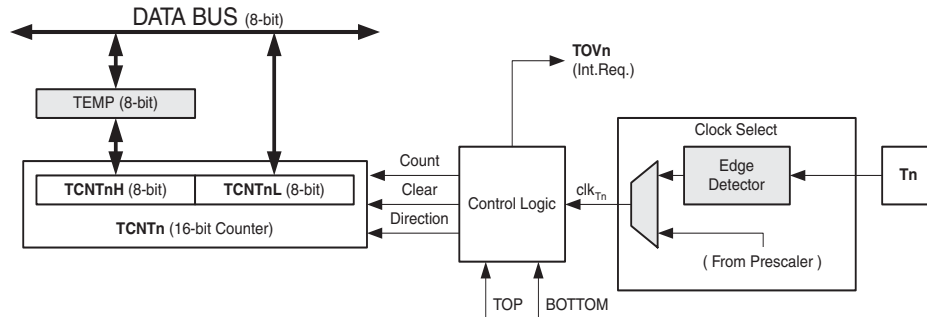 DATA BUS (8-bit)
TOVn
(Int.Req.)
TEMP (8-bit)
Clock Select
Count
Edge
Detector
Tn
TCNTnH (8-bit) TCNTnL (8-bit)
Clear
Control Logic
clkTn
TCNTn (16-bit Counter)
Direction
( From Prescaler )
TOP BOTTOM